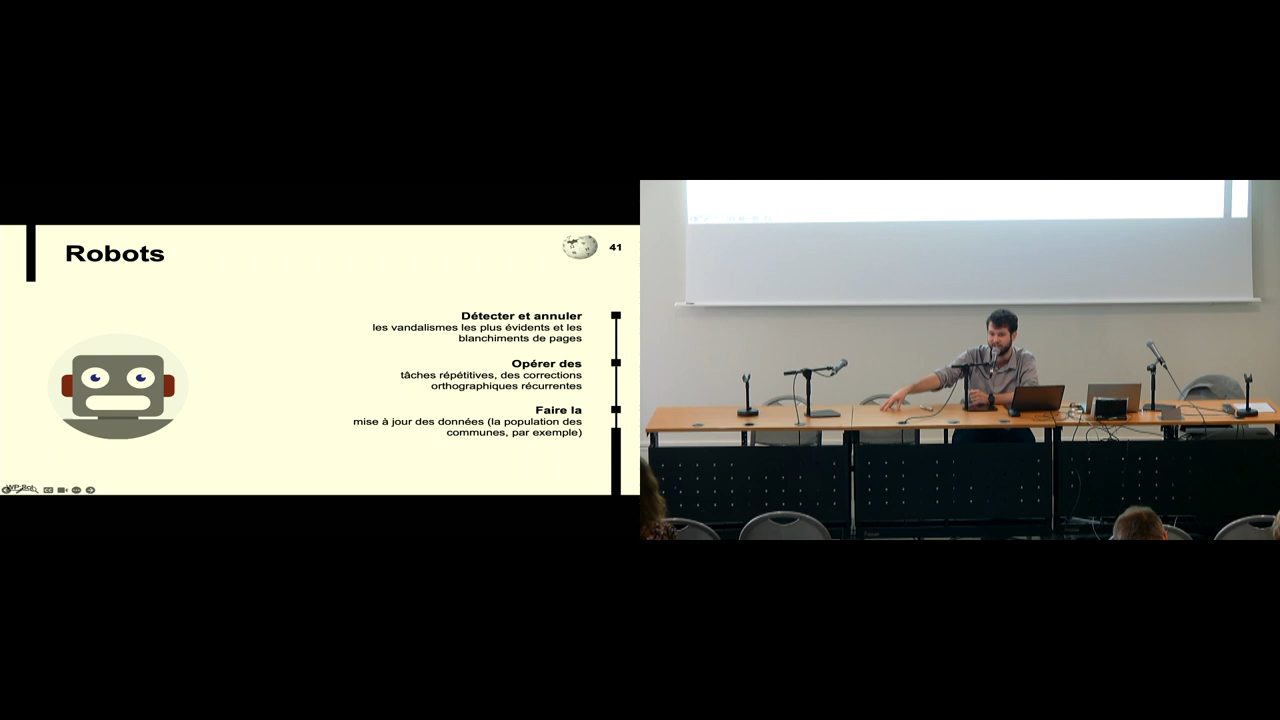 Robots
41
Détecter et annuler
les vandalismes les plus évidents et les
blanchiments de pages
Opérer des
tâches répétitives, des corrections
orthographiques récurrentes
Faire la
mise à jour des données (la population des
communes, par exemple)